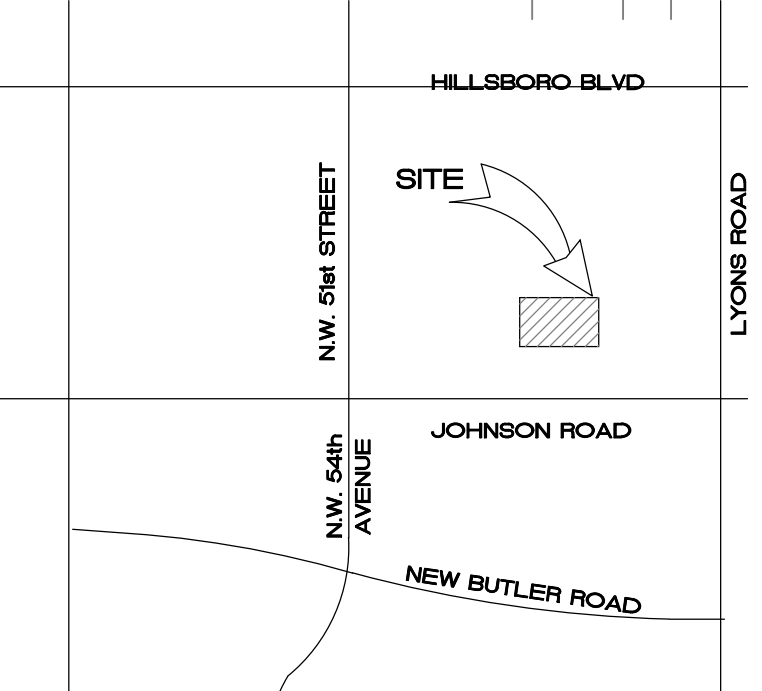 HILLSBORO BLVD
SITE
N.W. 51st STREET
LYONS ROAD
JOHNSON ROAD
N.W. 54th
AVENUE
NEW BUTLER ROAD